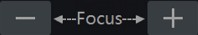 − ◂---Focus---▸ +